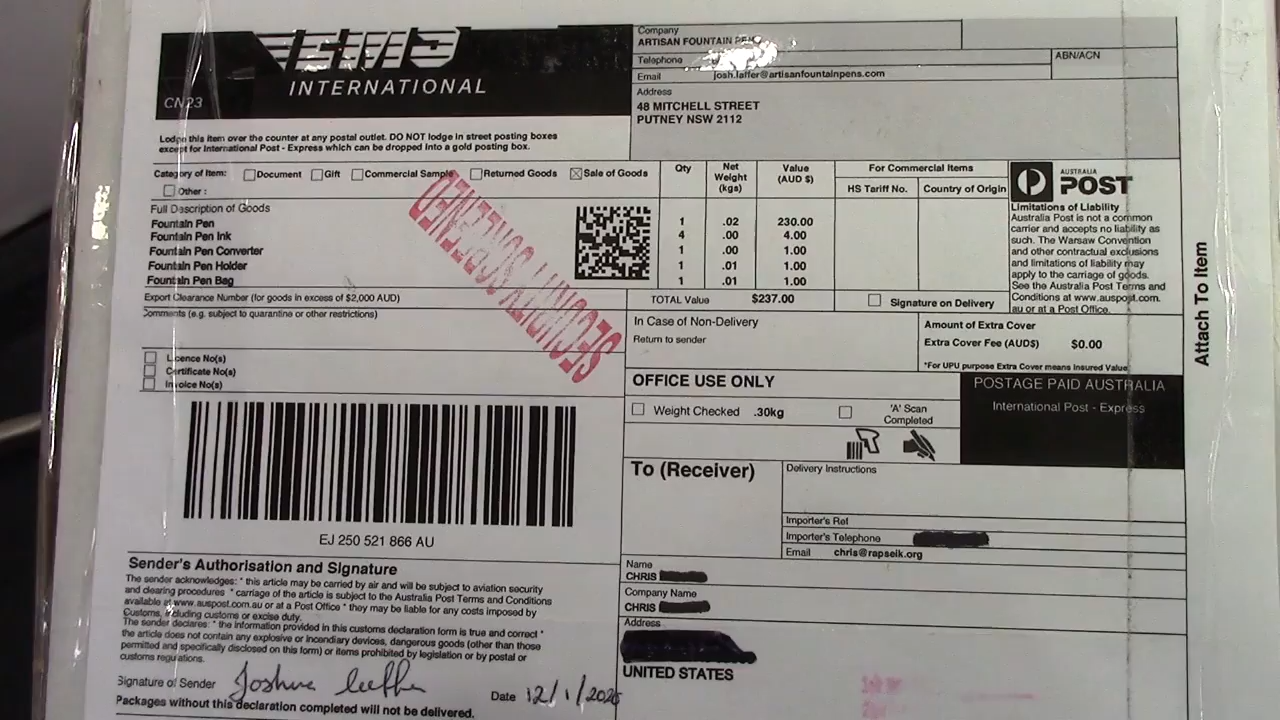 EMS
INTERNATIONAL
CN23
Lodge this item over the counter at any postal outlet. DO NOT lodge in street posting boxes
except for International Post - Express which can be dropped into a gold posting box.
Company
ARTISAN FOUNTAIN
Telephone
ABN/ACN
Email josh.laffer@artisanfountainpens.com
Address
48 MITCHELL STREET
PUTNEY NSW 2112
Category of Item: Document Gift Commercial Sample Returned Goods Sale of Goods
Other :
Qty Net Weight (kgs) Value (AUD $) For Commercial Items
HS Tariff No. Country of Origin
Full Description of Goods
Fountain Pen 1 .02 230.00
Fountain Pen Ink 4 .00 4.00
Fountain Pen Converter 1 .00 1.00
Fountain Pen Holder 1 .01 1.00
Fountain Pen Bag 1 .01 1.00
SECURITY SCREENED
AUSTRALIA
POST
Limitations of Liability
Australia Post is not a common
carrier and accepts no liability as
such. The Warsaw Convention
and other contractual exclusions
and limitations of liability may
apply to the carriage of goods.
See the Australia Post Terms and
Conditions at www.auspost.com.
au or at a Post Office.
Attach To Item
Export Clearance Number (for goods in excess of $2,000 AUD)
TOTAL Value $237.00
Signature on Delivery
Comments (e.g. subject to quarantine or other restrictions)
In Case of Non-Delivery
Return to sender
Amount of Extra Cover
Extra Cover Fee (AUD$) $0.00
*For UPU purpose Extra Cover means Insured Value
Licence No(s)
Certificate No(s)
Invoice No(s)
OFFICE USE ONLY
Weight Checked .30kg
'A' Scan
Completed
POSTAGE PAID AUSTRALIA
International Post - Express
EJ 250 521 866 AU
To (Receiver)
Delivery Instructions
Importer's Ref
Importer's Telephone
Email chris@rapseik.org
Name
CHRIS
Company Name
CHRIS
Address
UNITED STATES
Sender's Authorisation and Signature
The sender acknowledges: * this article may be carried by air and will be subject to aviation security
and clearing procedures * carriage of the article is subject to the Australia Post Terms and Conditions
available at www.auspost.com.au or at a Post Office * they may be liable for any costs imposed by
Customs, including customs or excise duty.
The sender declares: * the information provided in this customs declaration form is true and correct *
the article does not contain any explosive or incendiary devices, dangerous goods (other than those
permitted and specifically disclosed on this form) or items prohibited by legislation or by postal or
customs regulations.
Signature of Sender Joshua Laffer Date 12/1/2026
Packages without this declaration completed will not be delivered.